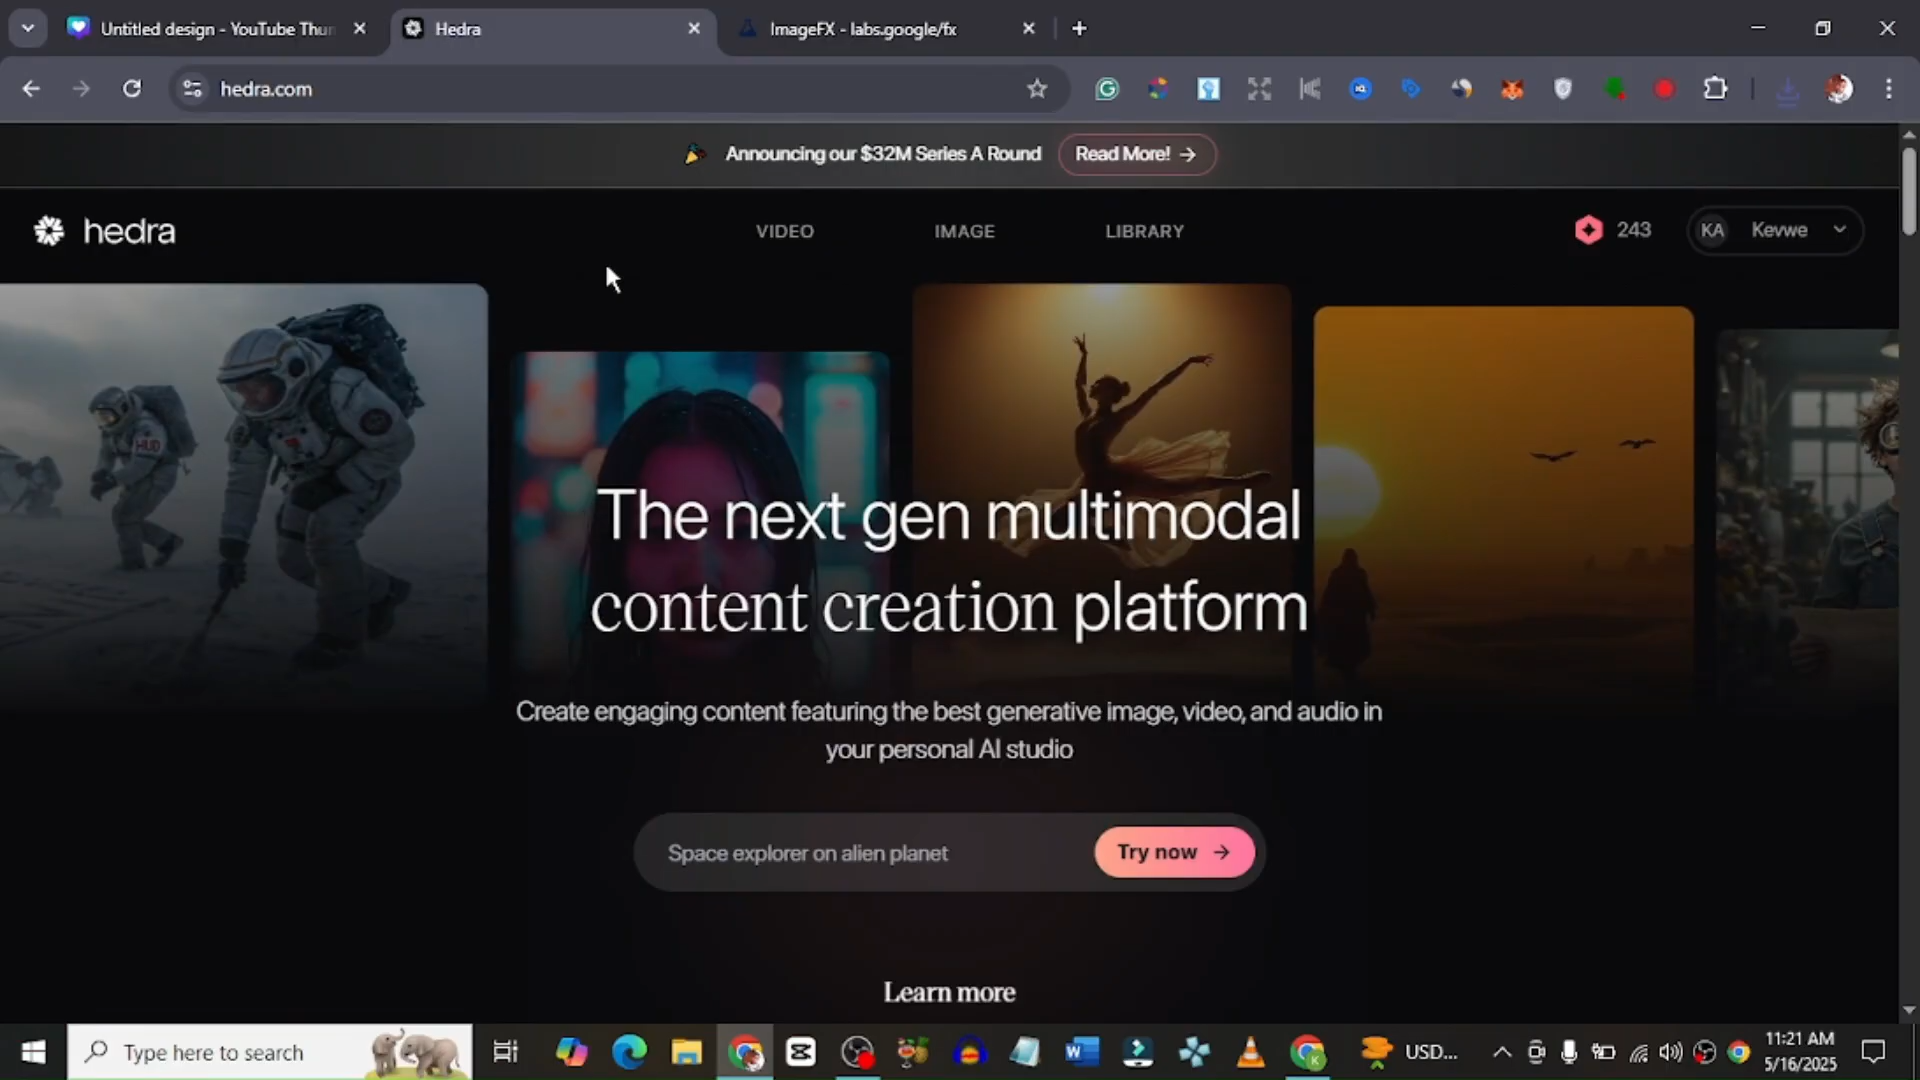 Untitled design - YouTube Thun
Hedra
ImageFX - labs.google/fx
hedra.com
Announcing our $32M Series A Round
Read More! →
hedra
VIDEO
IMAGE
LIBRARY
243
KA
Kevwe
HUD
The next gen multimodal
content creation platform
Create engaging content featuring the best generative image, video, and audio in
your personal AI studio
Space explorer on alien planet
Try now →
Learn more
Type here to search
USD...
11:21 AM
5/16/2025